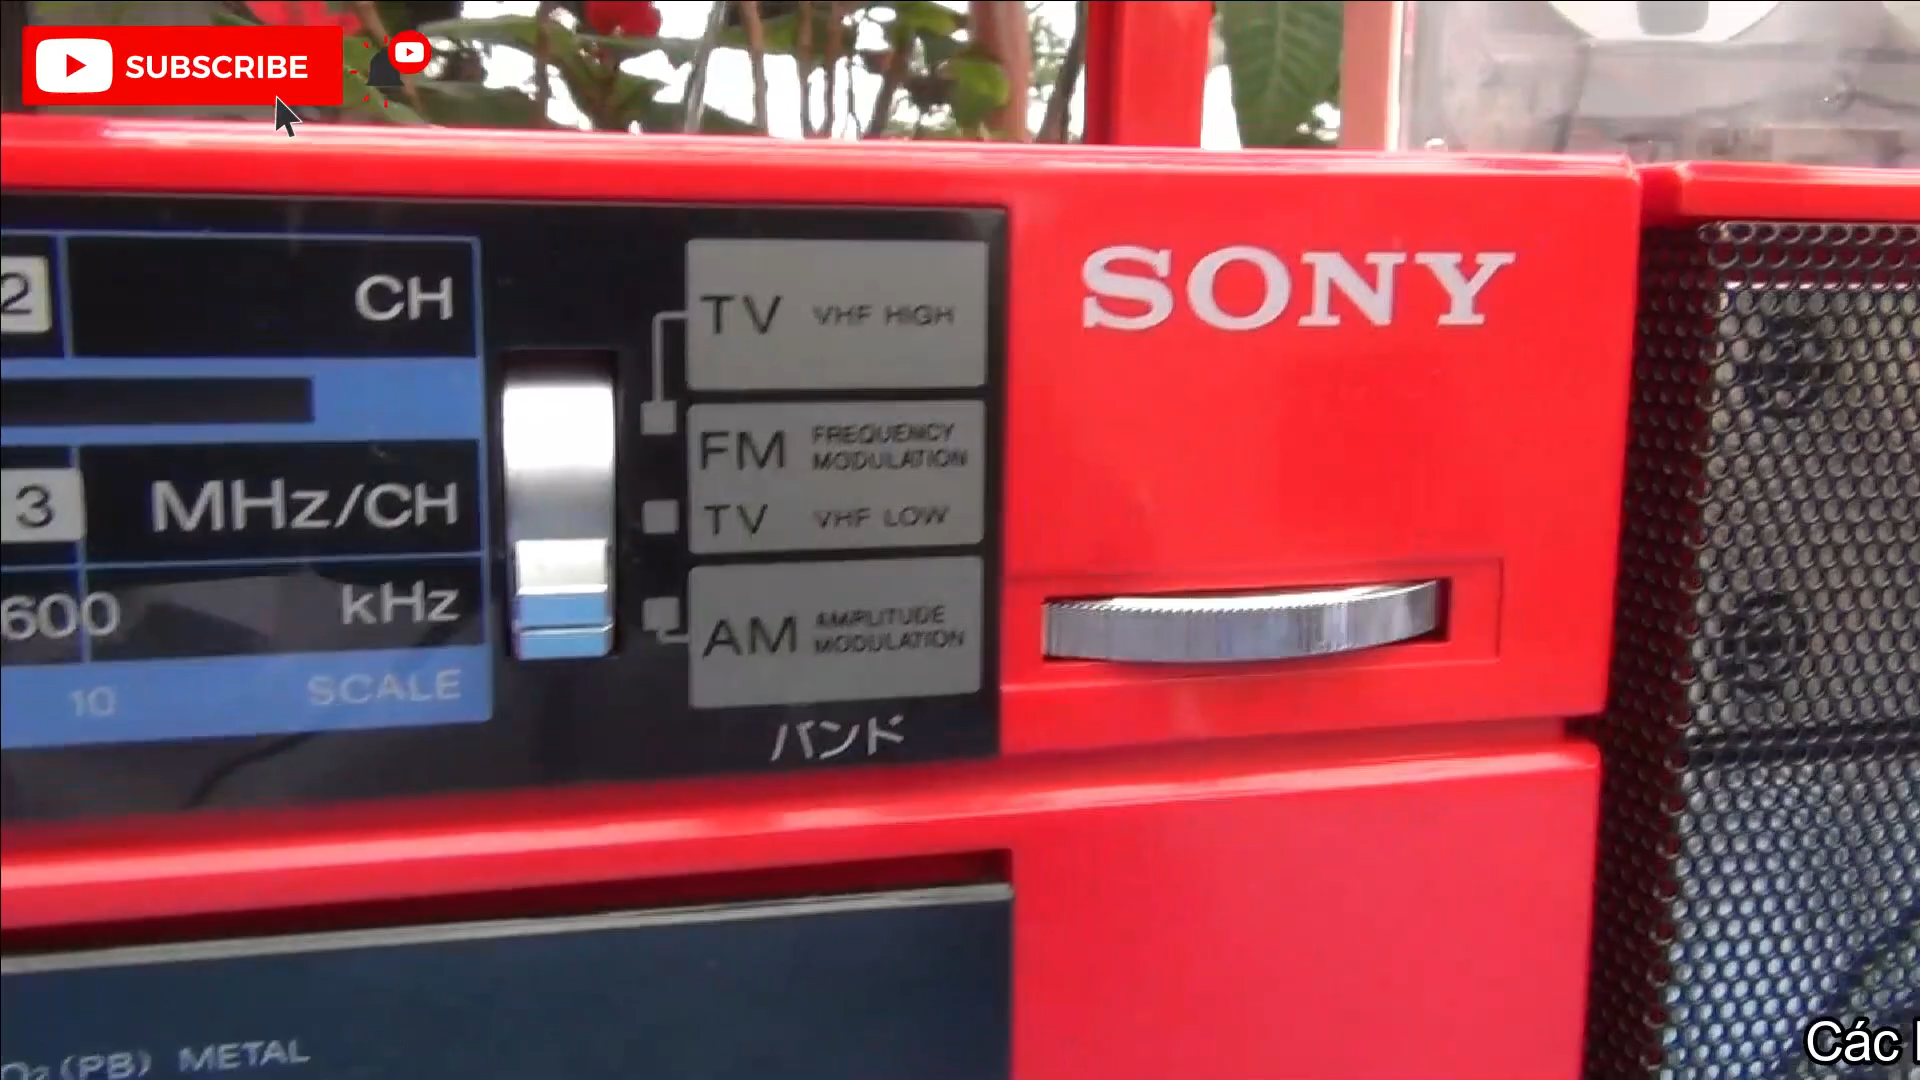 SUBSCRIBE
SONY
2
CH
TV VHF HIGH
FM FREQUENCY
MODULATION
TV VHF LOW
3
MHz/CH
600
kHz
AM AMPLITUDE
MODULATION
10
SCALE
バンド
(PB) METAL
Các